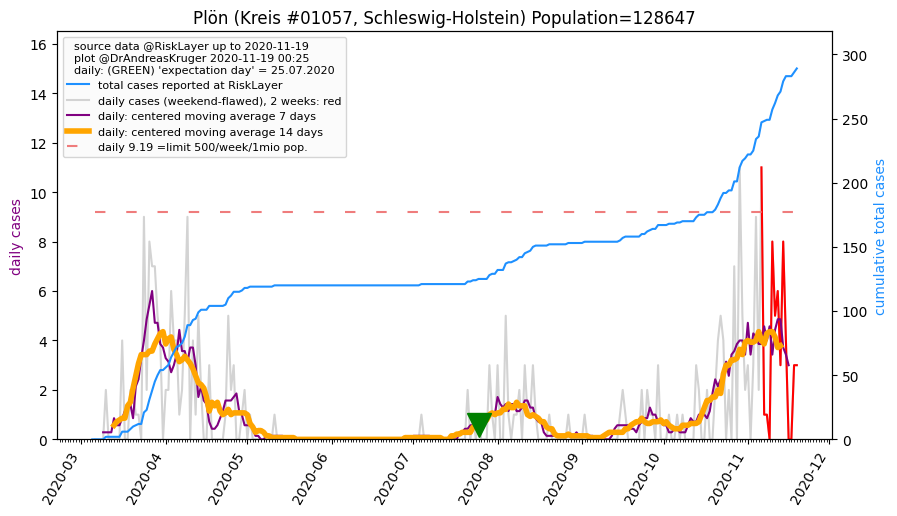 Plön (Kreis #01057, Schleswig-Holstein) Population=128647
source data @RiskLayer up to 2020-11-19
plot @DrAndreasKruger 2020-11-19 00:25
daily: (GREEN) 'expectation day' = 25.07.2020
total cases reported at RiskLayer
daily cases (weekend-flawed), 2 weeks: red
daily: centered moving average 7 days
daily: centered moving average 14 days
daily 9.19 =limit 500/week/1mio pop.
daily cases
16
14
12
10
8
6
4
2
0
cumulative total cases
300
250
200
150
100
50
0
2020-03
2020-04
2020-05
2020-06
2020-07
2020-08
2020-09
2020-10
2020-11
2020-12